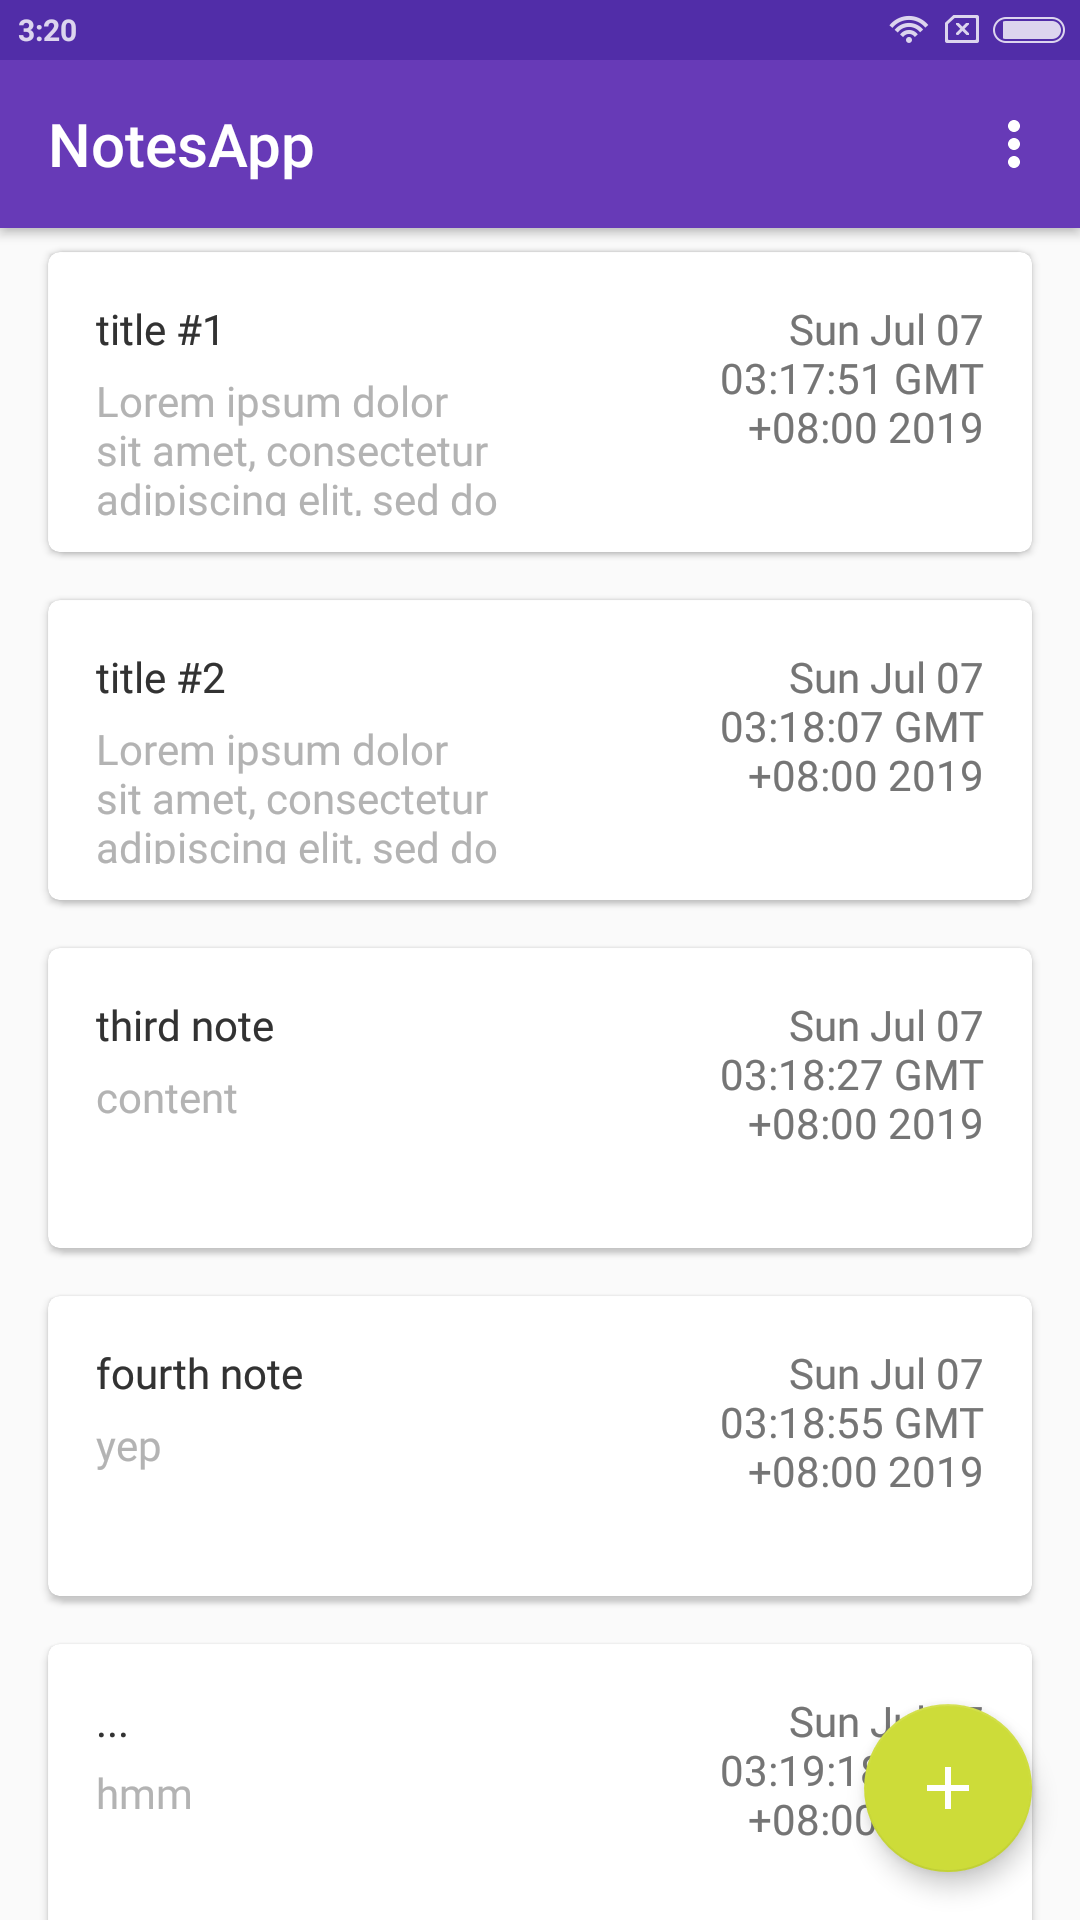 3:20
NotesApp
title #1
Sun Jul 07
03:17:51 GMT
+08:00 2019
Lorem ipsum dolor
sit amet, consectetur
adipiscing elit, sed do
title #2
Sun Jul 07
03:18:07 GMT
+08:00 2019
Lorem ipsum dolor
sit amet, consectetur
adipiscing elit, sed do
third note
Sun Jul 07
03:18:27 GMT
+08:00 2019
content
fourth note
Sun Jul 07
03:18:55 GMT
+08:00 2019
yep
...
Sun
03:19:18
+08:00
hmm